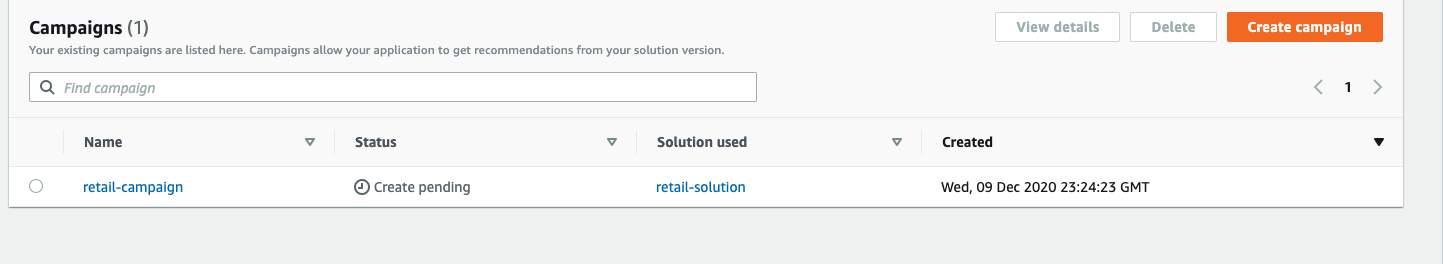 Campaigns (1)
View details
Delete
Create campaign
Your existing campaigns are listed here. Campaigns allow your application to get recommendations from your solution version.
Find campaign
1
Name
Status
Solution used
Created
retail-campaign
Create pending
retail-solution
Wed, 09 Dec 2020 23:24:23 GMT